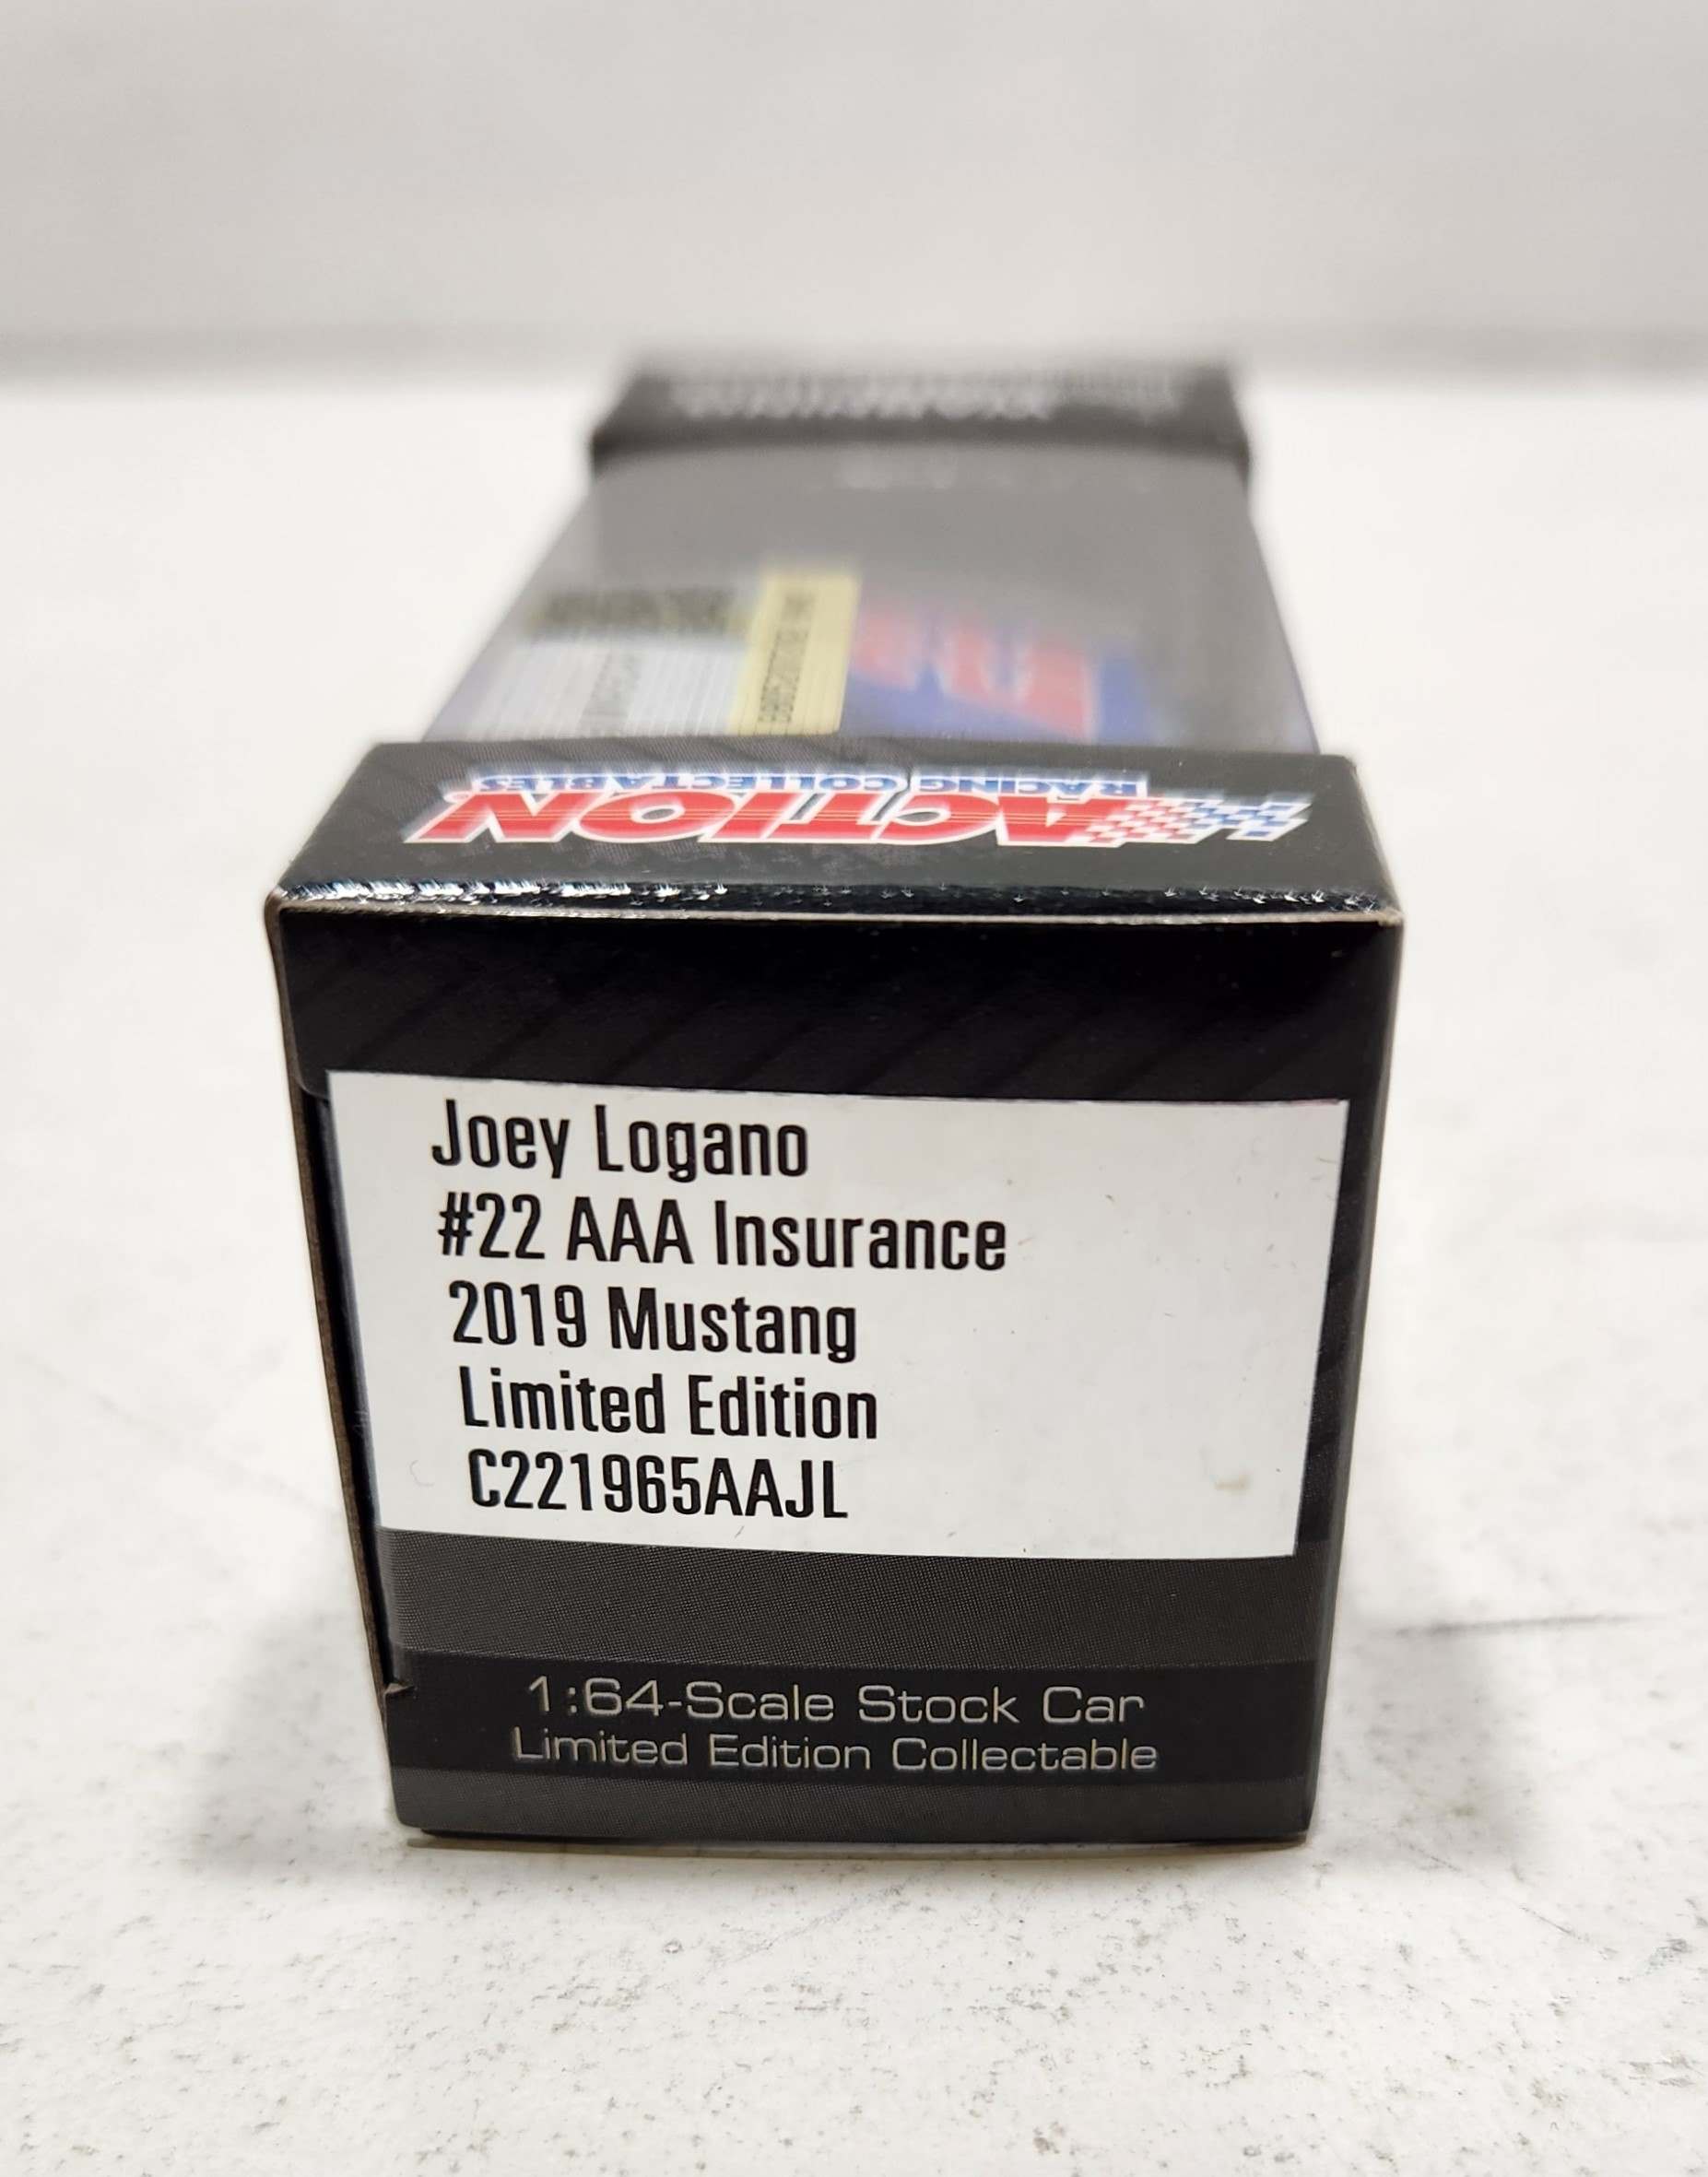 ACTION
RACING COLLECTABLES
Joey Logano
#22 AAA Insurance
2019 Mustang
Limited Edition
C221965AAJL
1:64-Scale Stock Car
Limited Edition Collectable